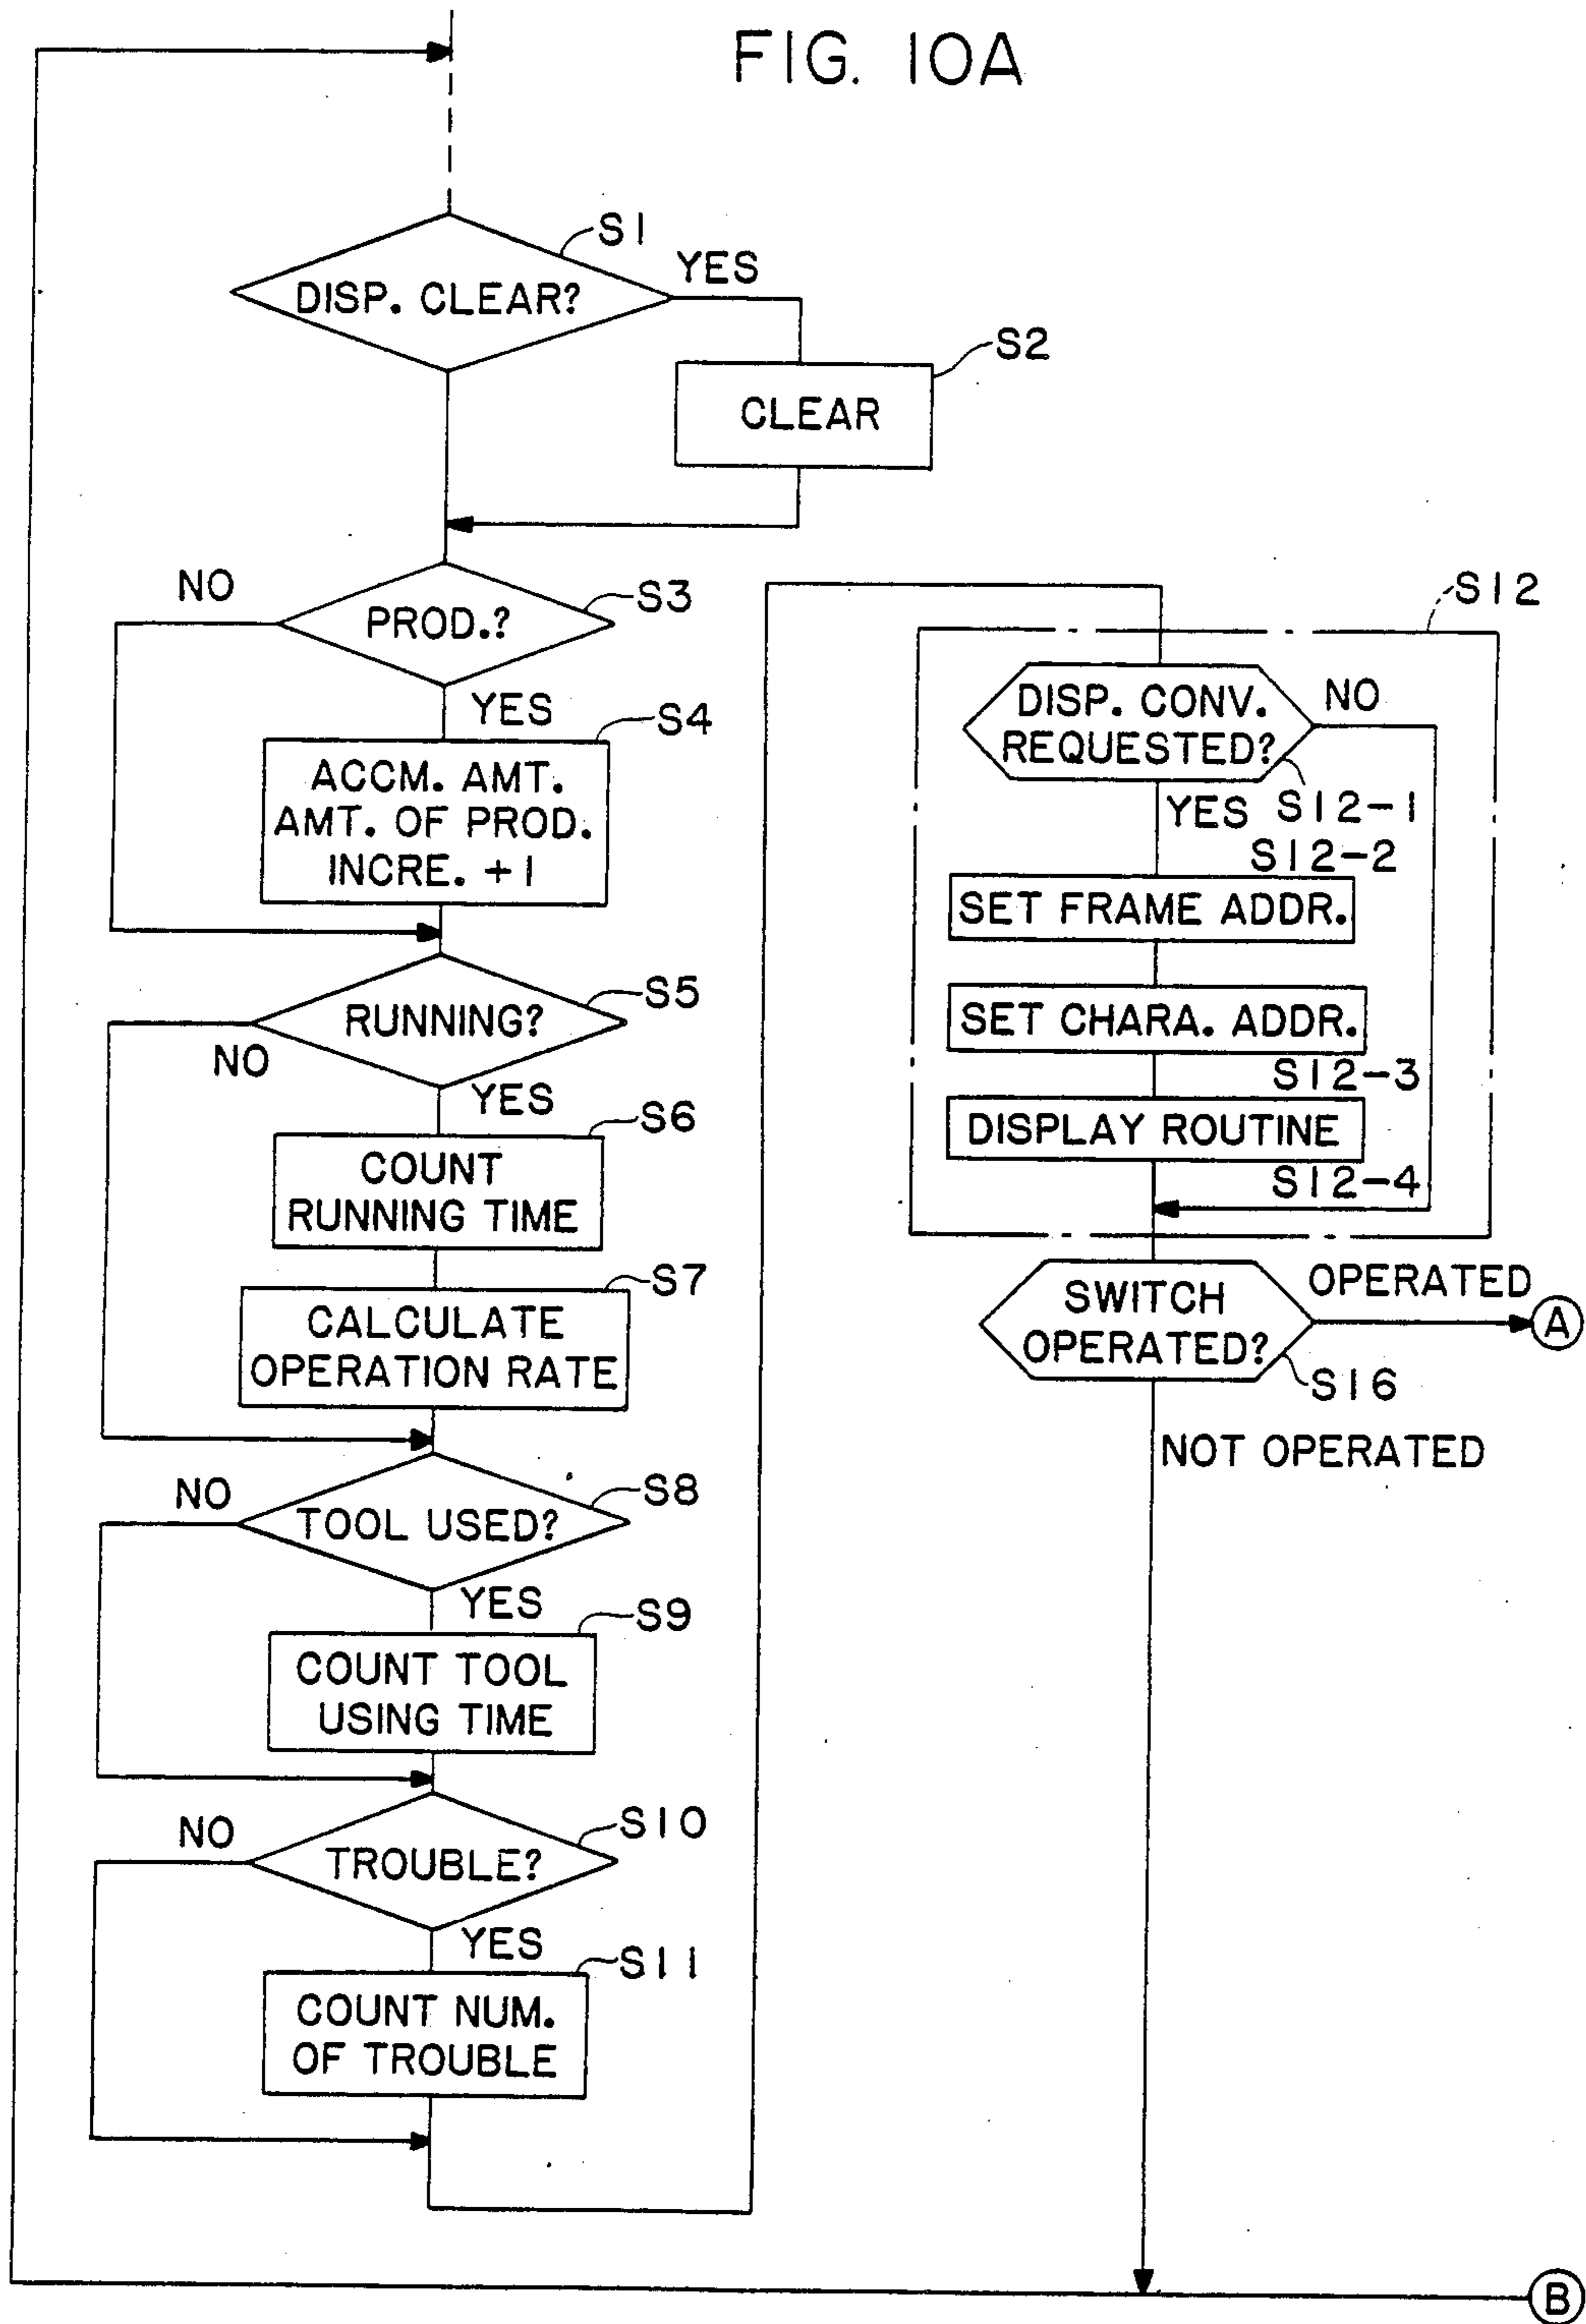 FIG. 10A
S1
DISP. CLEAR?
YES
S2
CLEAR
NO
PROD.?
S3
YES
S4
ACCM. AMT.
AMT. OF PROD.
INCRE. +1
RUNNING?
S5
NO
YES
S6
COUNT
RUNNING TIME
S7
CALCULATE
OPERATION RATE
NO
TOOL USED?
S8
YES
S9
COUNT TOOL
USING TIME
NO
TROUBLE?
S10
YES
S11
COUNT NUM.
OF TROUBLE
S12
DISP. CONV.
REQUESTED?
NO
YES
S12-1
S12-2
SET FRAME ADDR.
SET CHARA. ADDR.
S12-3
DISPLAY ROUTINE
S12-4
SWITCH
OPERATED?
OPERATED
A
S16
NOT OPERATED
B